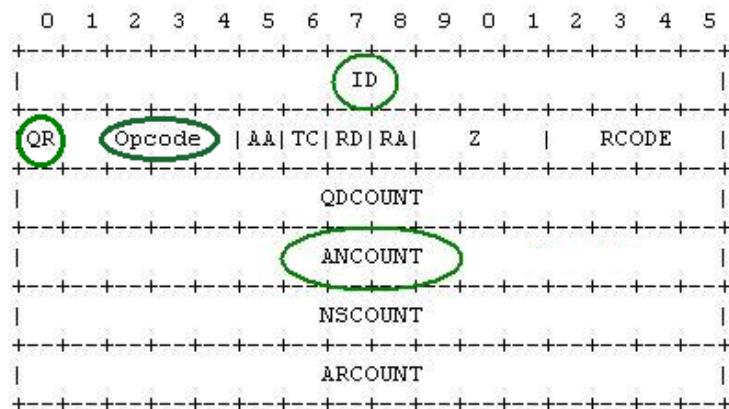 0 1 2 3 4 5 6 7 8 9 0 1 2 3 4 5
+--+--+--+--+--+--+--+--+--+--+--+--+--+--+--+--+
| ID |
+--+--+--+--+--+--+--+--+--+--+--+--+--+--+--+--+
QR Opcode |AA|TC|RD|RA| Z | RCODE |
+--+--+--+--+--+--+--+--+--+--+--+--+--+--+--+--+
| QDCOUNT |
+--+--+--+--+--+--+--+--+--+--+--+--+--+--+--+--+
| ANCOUNT |
+--+--+--+--+--+--+--+--+--+--+--+--+--+--+--+--+
| NSCOUNT |
+--+--+--+--+--+--+--+--+--+--+--+--+--+--+--+--+
| ARCOUNT |
+--+--+--+--+--+--+--+--+--+--+--+--+--+--+--+--+